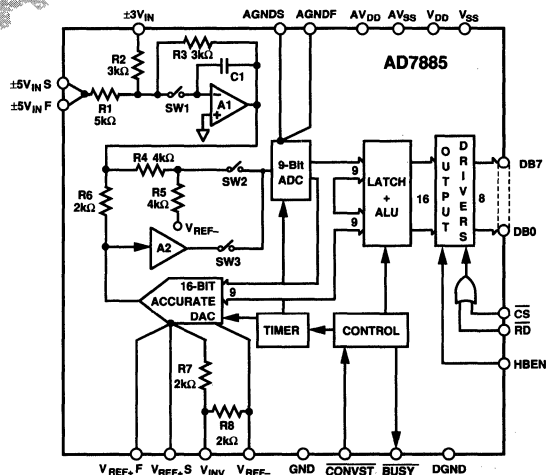 ±3VIN AGNDS AGNDF AVDD AVSS VDD VSS
R2
3kΩ
R3 3kΩ
C1
AD7885
±5VIN S
±5VIN F
R1
5kΩ
SW1
−
A1
+
R4 4kΩ
SW2
9-Bit
ADC
9
LATCH
+
ALU
9
16
OUTPUT
DRIVERS
8
DB7
DB0
R6
2kΩ
R5
4kΩ
VREF–
A2
SW3
16-BIT
ACCURATE
DAC
9
TIMER
CONTROL
CS
RD
HBEN
R7
2kΩ
R8
2kΩ
VREF+F VREF+S VINV VREF– GND CONVST BUSY DGND